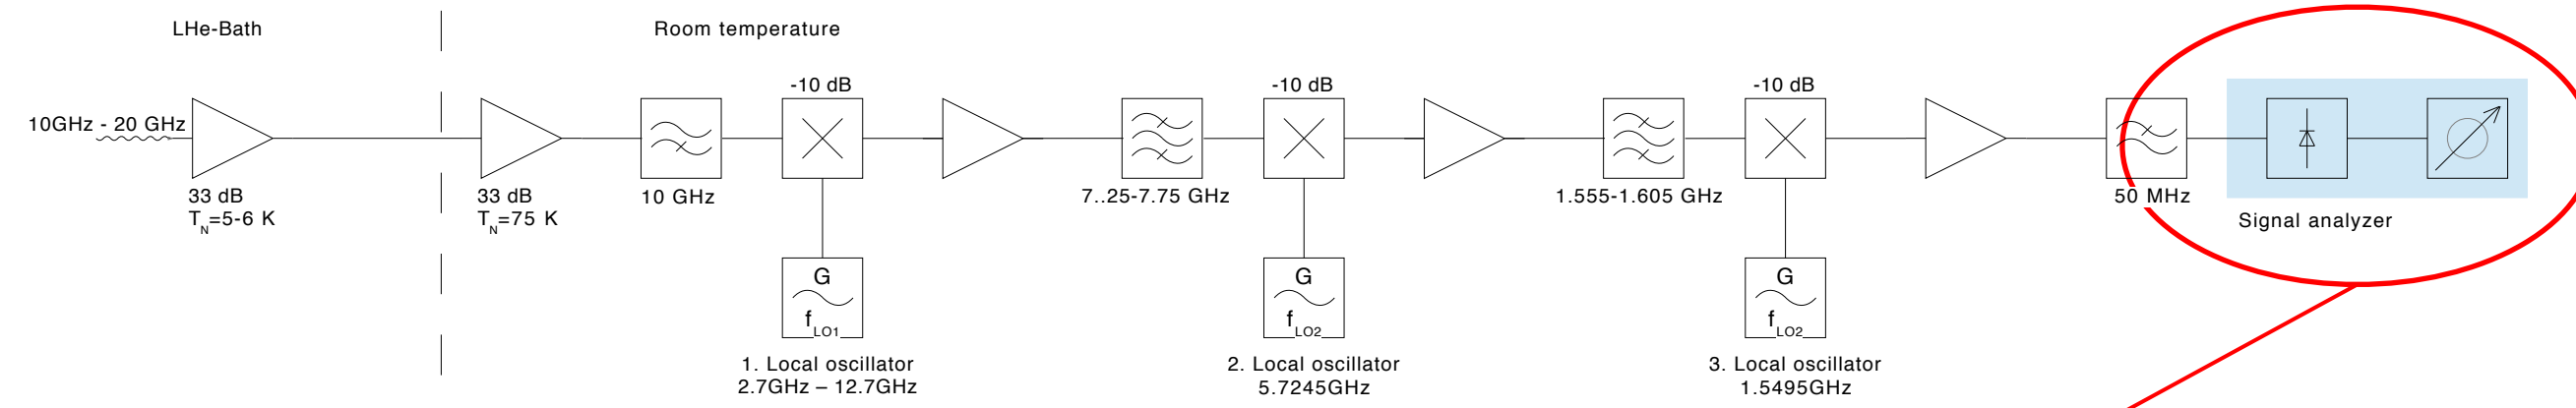 LHe-Bath
Room temperature
-10 dB
-10 dB
-10 dB
10GHz - 20 GHz
33 dB
TN=5-6 K
33 dB
TN=75 K
10 GHz
7..25-7.75 GHz
1.555-1.605 GHz
50 MHz
Signal analyzer
G
fLO1
G
fLO2
G
fLO2
1. Local oscillator
2.7GHz – 12.7GHz
2. Local oscillator
5.7245GHz
3. Local oscillator
1.5495GHz